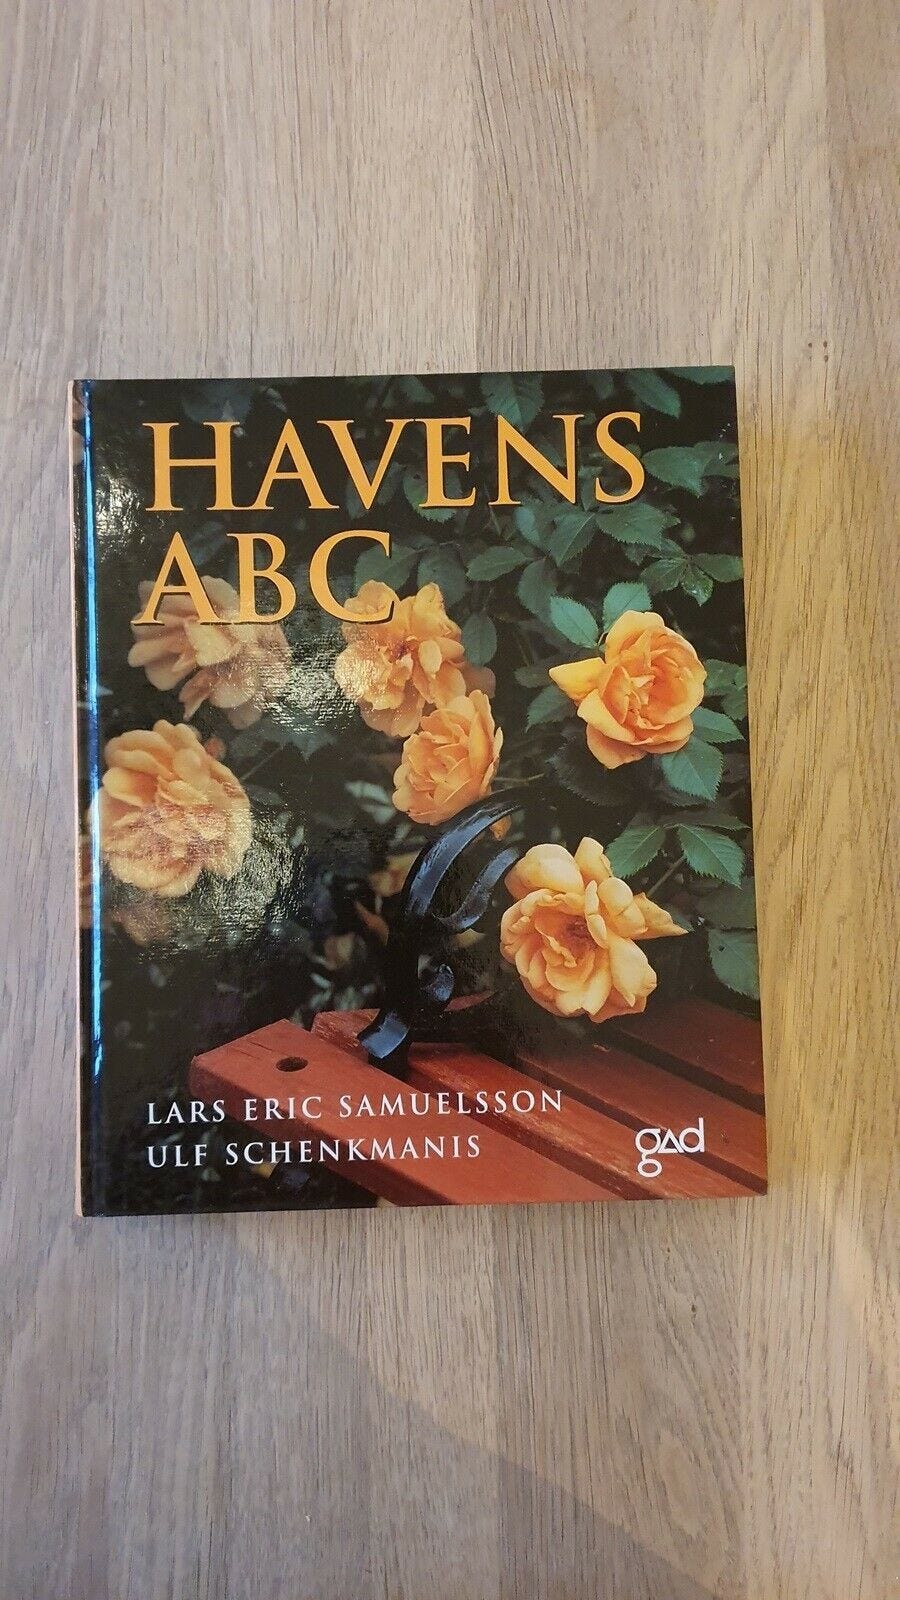 HAVENS
ABC
LARS ERIC SAMUELSSON
ULF SCHENKMANIS
gad